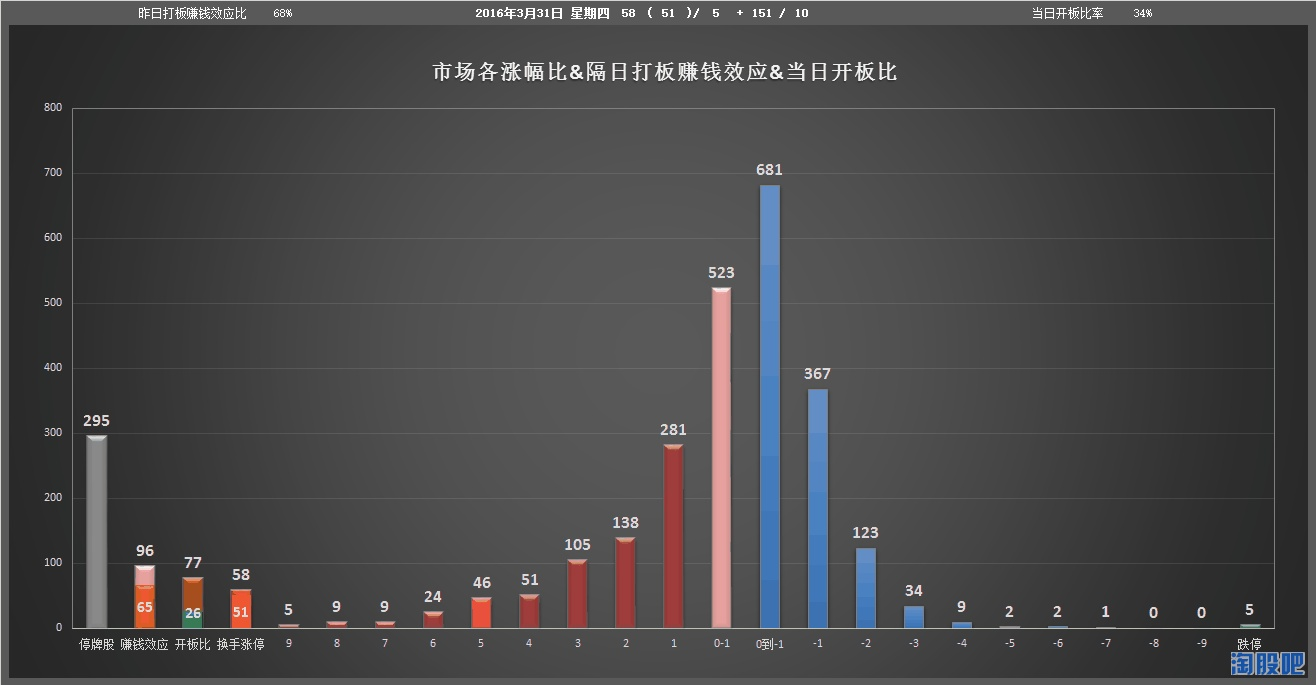 昨日打板赚钱效应比 68% 2016年3月31日 星期四 58 ( 51 )/ 5 + 151 / 10 当日开板比率 34%
市场各涨幅比&隔日打板赚钱效应&当日开板比
800
700
600
500
400
300
200
100
0
295 96 77 58 5 9 9 24 46 51 105 138 281 523 681 367 123 34 9 2 2 1 0 0 5
65 26 51
停牌股 赚钱效应 开板比 换手涨停 9 8 7 6 5 4 3 2 1 0-1 0到-1 -1 -2 -3 -4 -5 -6 -7 -8 -9 跌停
淘股吧